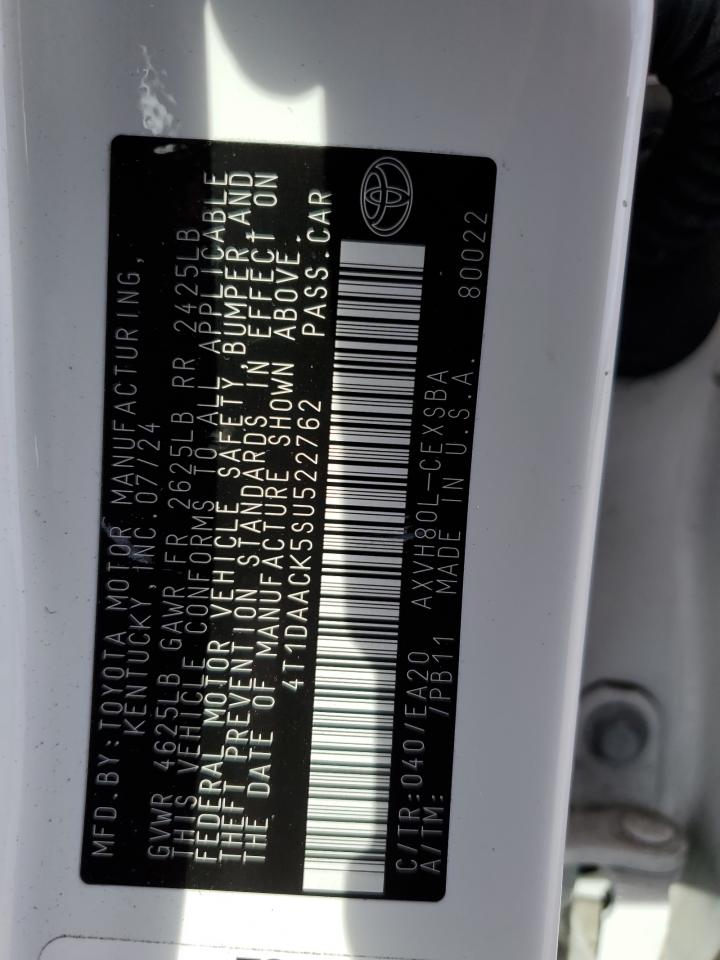 MFD.BY:TOYOTA MOTOR MANUFACTURING,
KENTUCKY,INC.07/24
GVWR 4625LB GAWR FR 2625LB RR 2425LB
THIS VEHICLE CONFORMS TO ALL APPLICABLE
FEDERAL MOTOR VEHICLE SAFETY,BUMPER,AND
THEFT PREVENTION STANDARDS IN EFFECT ON
THE DATE OF MANUFACTURE SHOWN ABOVE.
4T1DAACK5SU522762 PASS.CAR
C/TR:040/EA20 AXVH80L-CEXSBA
A/TM: /PB11 MADE IN U.S.A. 80022